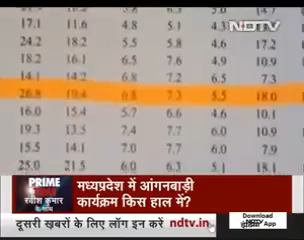 NDTV
17.1 11.6 4.8 5.1 4.3
24.2 18.2 5.5 5.8 4.6 17.2
18.2 16.1 6.5 7.6 4.9 10.9
14.1 14.2 6.8 7.2 6.5 7.3
26.8 19.4 6.8 7.3 5.5 18.0
16.0 15.4 5.7 6.6 4.6 10.1
19.3 13.5 7.4 7.7 6.0 10.9
15.5 14.1 7.0 7.7 6.0 7.9
25.0 21.5 6.0 6.3 5.1 18.1
PRIME
रवीश कुमार
मध्यप्रदेश में आंगनवाड़ी
कार्यक्रम किस हाल में?
दूसरी ख़बरों के लिए लॉग इन करें ndtv.in
Download
App